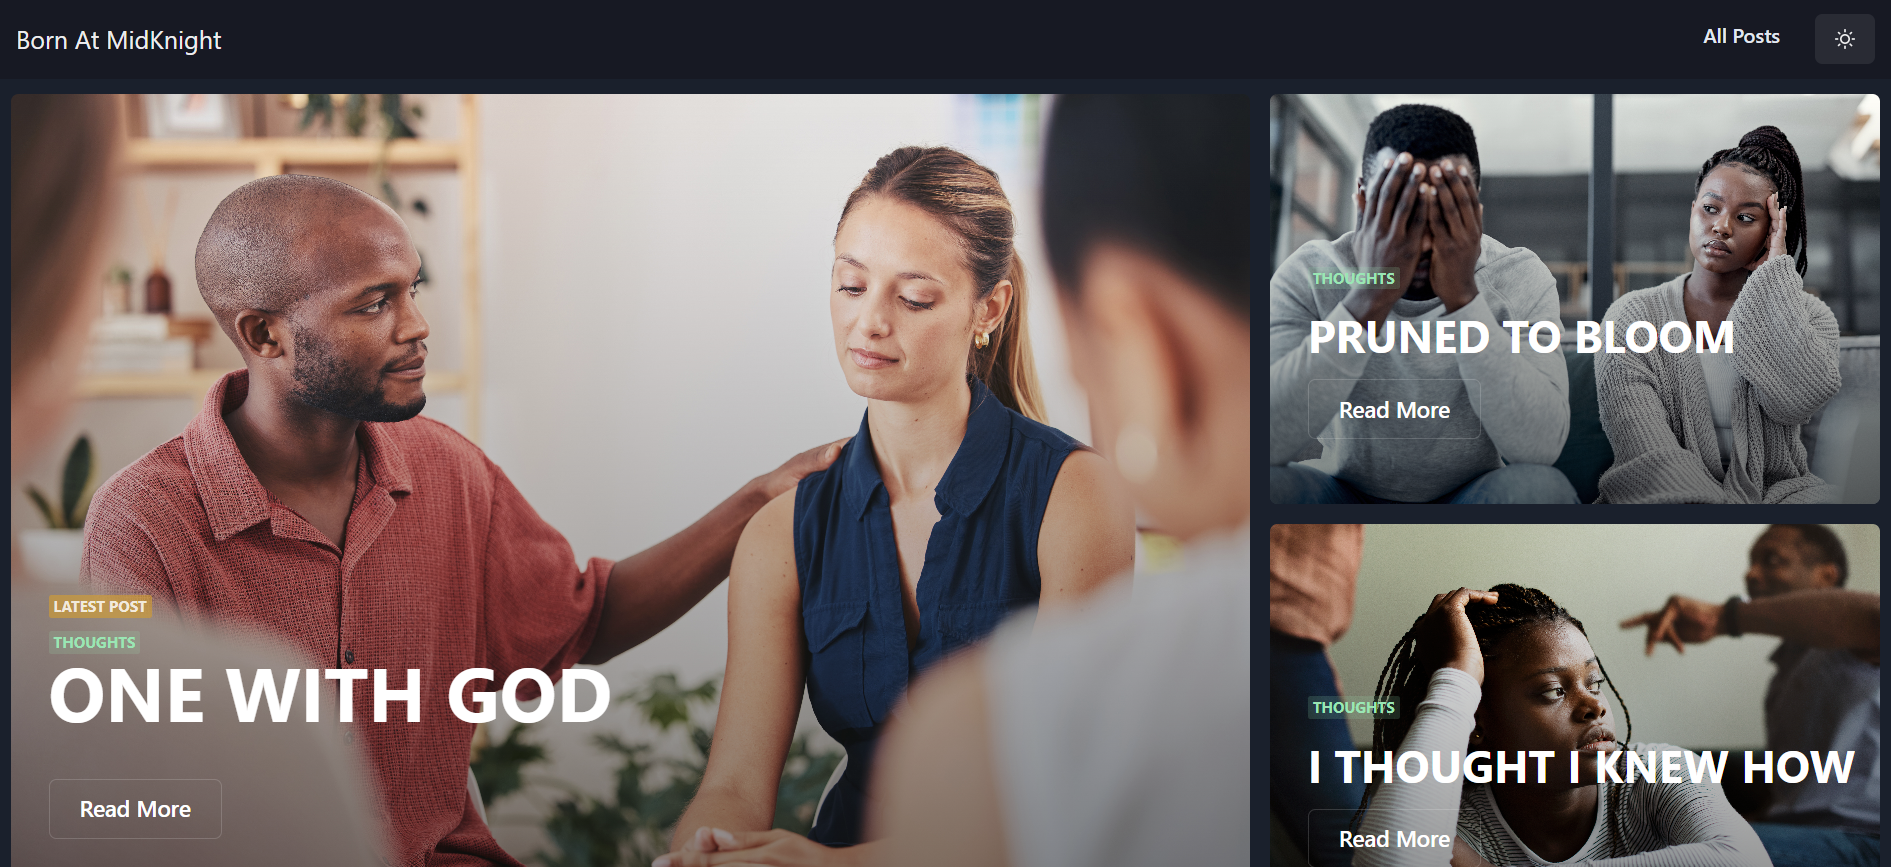 Born At MidKnight
All Posts
LATEST POST
THOUGHTS
ONE WITH GOD
Read More
THOUGHTS
PRUNED TO BLOOM
Read More
THOUGHTS
I THOUGHT I KNEW HOW
Read More